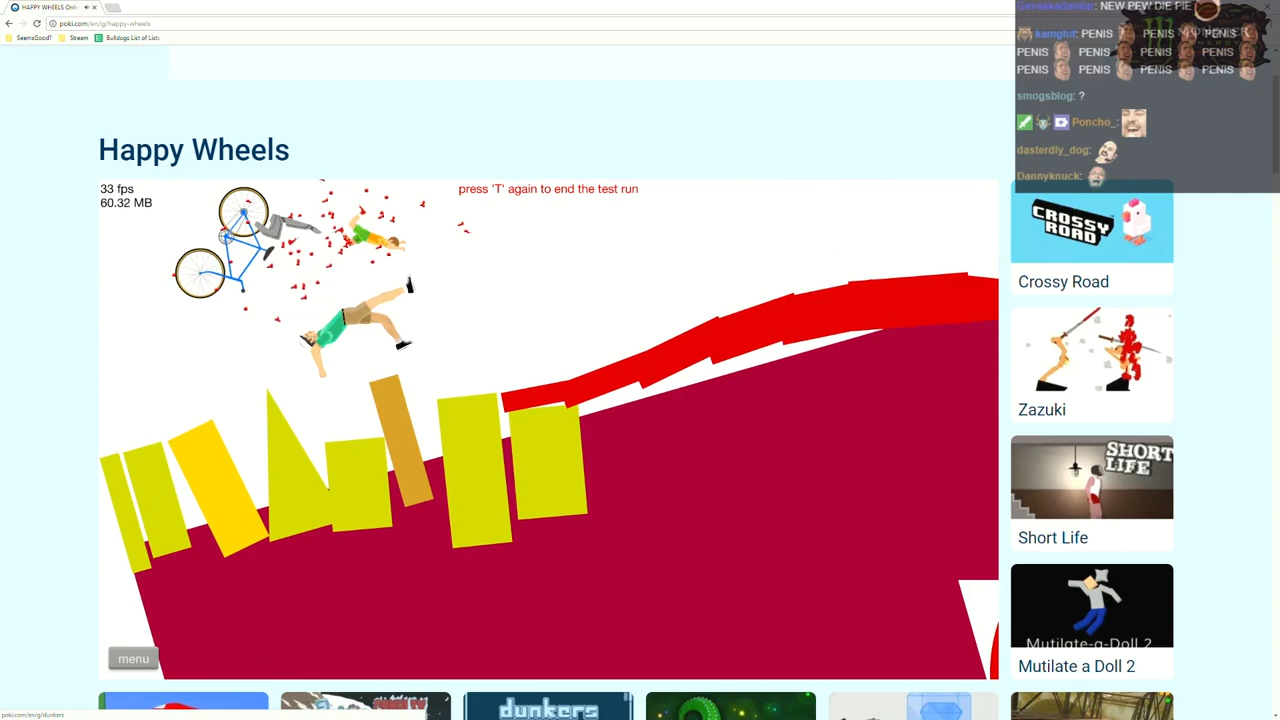 HAPPY WHEELS Onli
poki.com/en/g/happy-wheels
SeemsGood?
Stream
Bulldogs List of Lists
NEW PEW DIE PIE
kamghif: PENIS PENIS PENIS
PENIS PENIS PENIS PENIS
PENIS PENIS PENIS PENIS
smogsblog: ?
Poncho_:
dasterdly_dog:
Dannyknuck:
Happy Wheels
33 fps
60.32 MB
press 'T' again to end the test run
CROSSY
ROAD
Crossy Road
Zazuki
SHORT
LIFE
Short Life
Mutilate-a-Doll 2
Mutilate a Doll 2
menu
dunkers
poki.com/en/g/dunkers